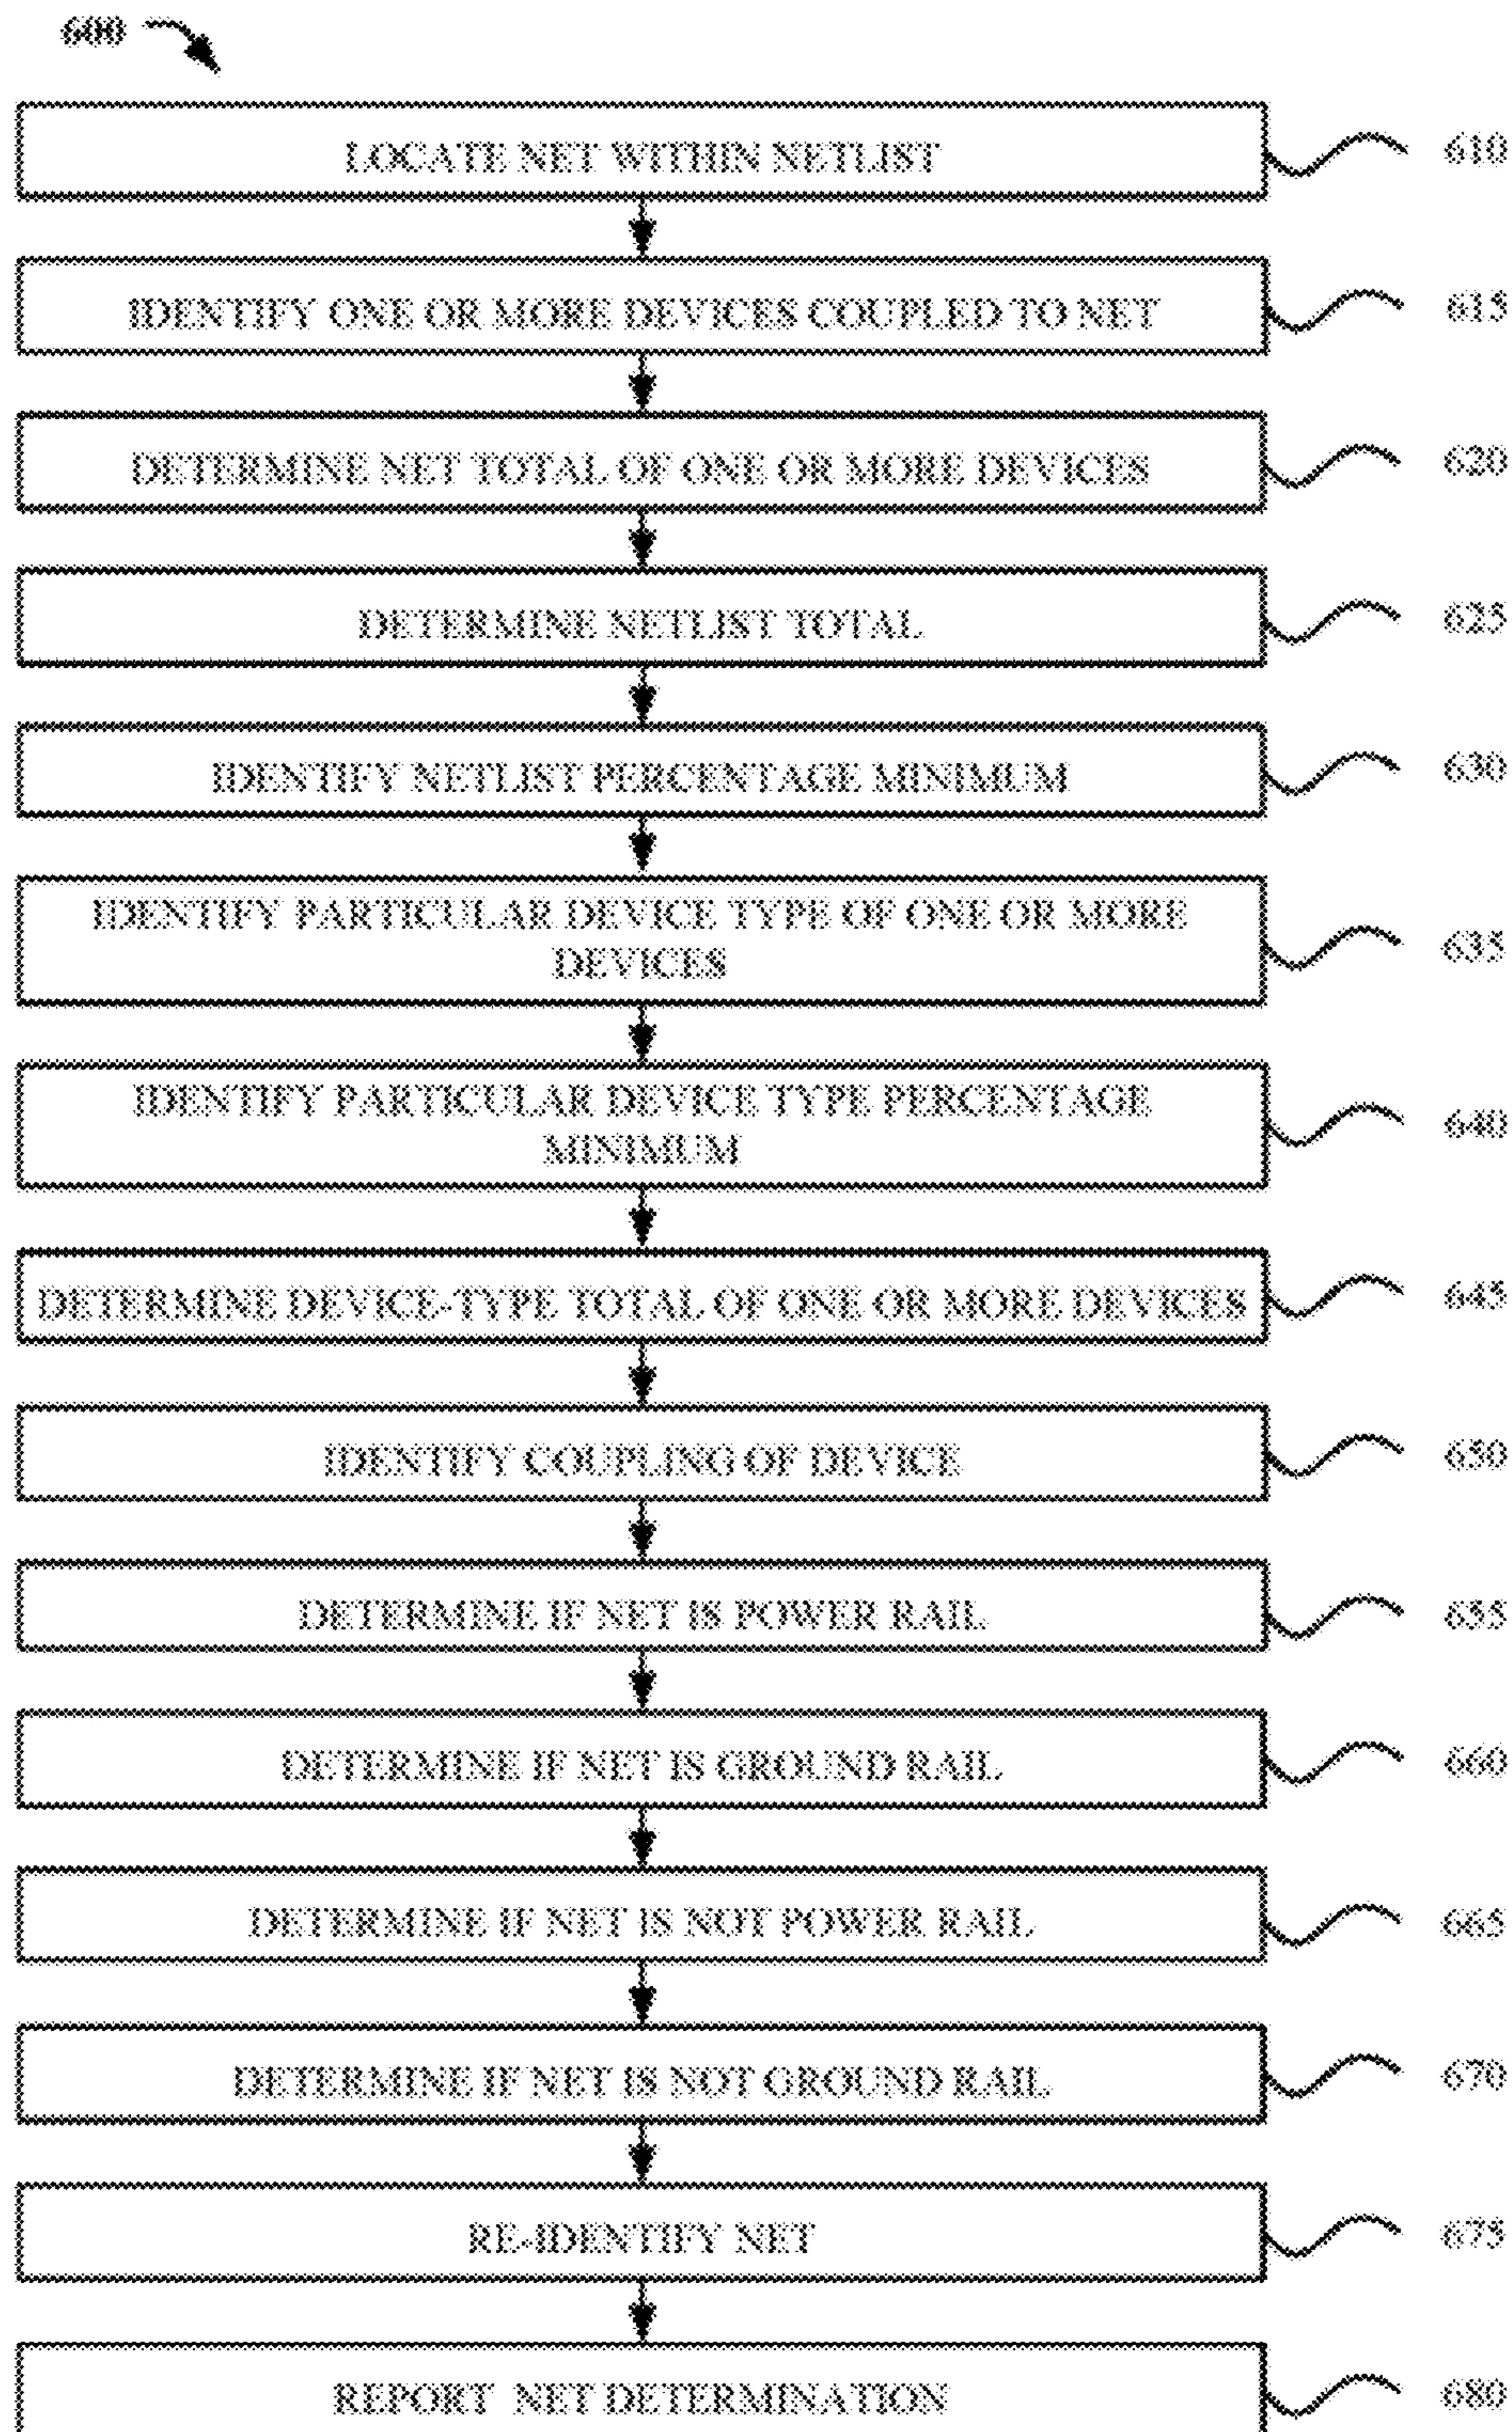 600
LOCATE NET WITHIN NETLIST
610
IDENTIFY ONE OR MORE DEVICES COUPLED TO NET
615
DETERMINE NET TOTAL OF ONE OR MORE DEVICES
620
DETERMINE NETLIST TOTAL
625
IDENTIFY NETLIST PERCENTAGE MINIMUM
630
IDENTIFY PARTICULAR DEVICE TYPE OF ONE OR MORE
DEVICES
635
IDENTIFY PARTICULAR DEVICE TYPE PERCENTAGE
MINIMUM
640
DETERMINE DEVICE-TYPE TOTAL OF ONE OR MORE DEVICES
645
IDENTIFY COUPLING OF DEVICE
650
DETERMINE IF NET IS POWER RAIL
655
DETERMINE IF NET IS GROUND RAIL
660
DETERMINE IF NET IS NOT POWER RAIL
665
DETERMINE IF NET IS NOT GROUND RAIL
670
RE-IDENTIFY NET
675
REPORT NET DETERMINATION
680